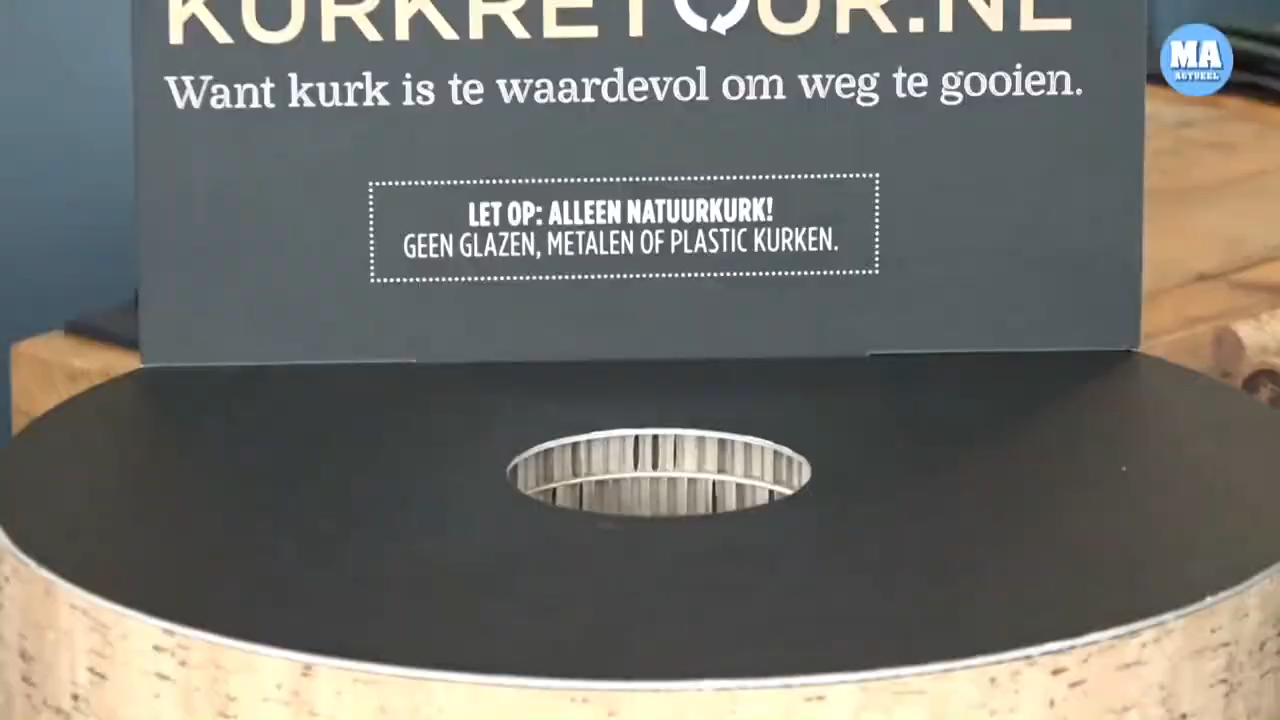 KURKRETOUR.NL
MA
ACTUEEL
Want kurk is te waardevol om weg te gooien.
LET OP: ALLEEN NATUURKURK!
GEEN GLAZEN, METALEN OF PLASTIC KURKEN.